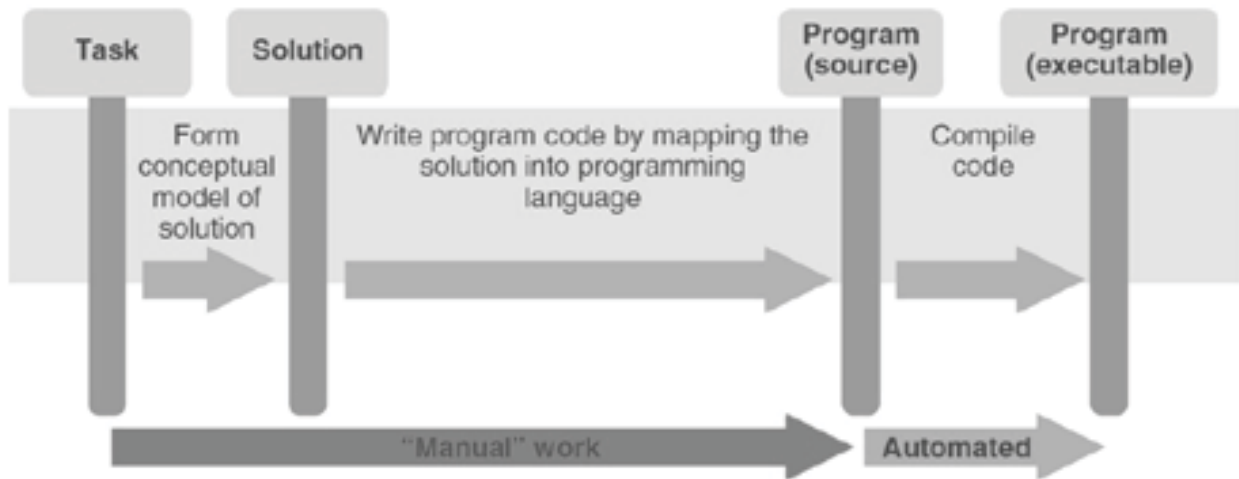 Task
Solution
Program
(source)
Program
(executable)
Form
conceptual
model of
solution
Write program code by mapping the
solution into programming
language
Compile
code
“Manual” work
Automated